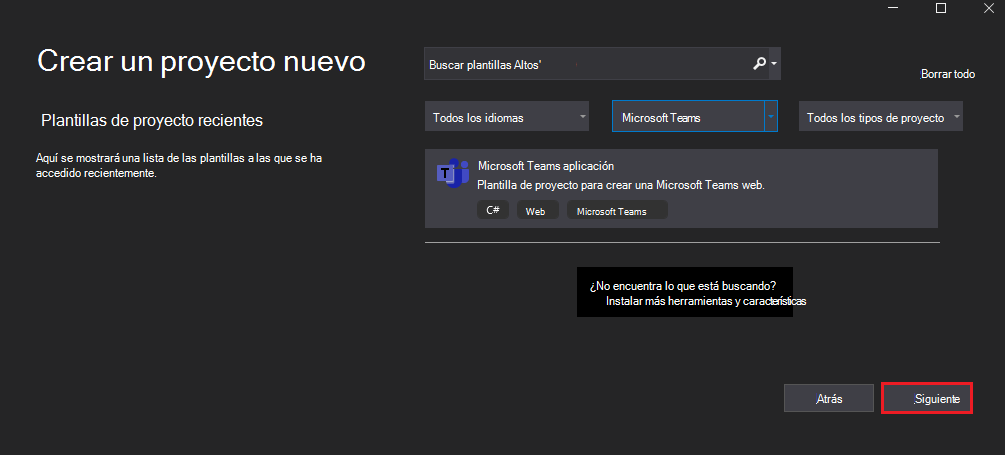 Crear un proyecto nuevo
Buscar plantillas Altos'
Borrar todo
Plantillas de proyecto recientes
Todos los idiomas
Microsoft Teams
Todos los tipos de proyecto
Aquí se mostrará una lista de las plantillas a las que se ha
accedido recientemente.
Microsoft Teams aplicación
Plantilla de proyecto para crear una Microsoft Teams web.
C#
Web
Microsoft Teams
¿No encuentra lo que está buscando?
Instalar más herramientas y características
Atrás
Siguiente